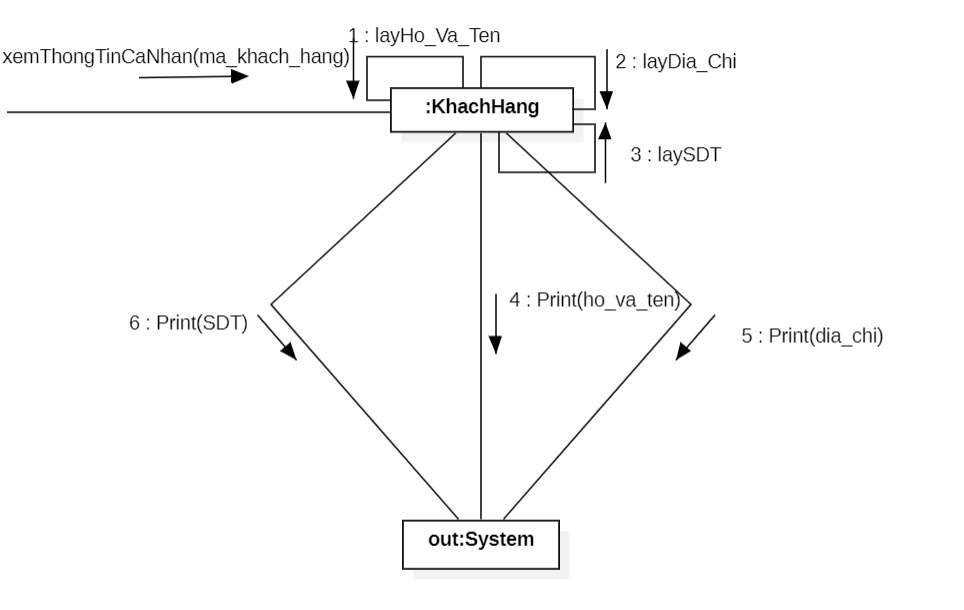 1 : layHo_Va_Ten
xemThongTinCaNhan(ma_khach_hang)
2 : layDia_Chi
:KhachHang
3 : laySDT
4 : Print(ho_va_ten)
6 : Print(SDT)
5 : Print(dia_chi)
out:System